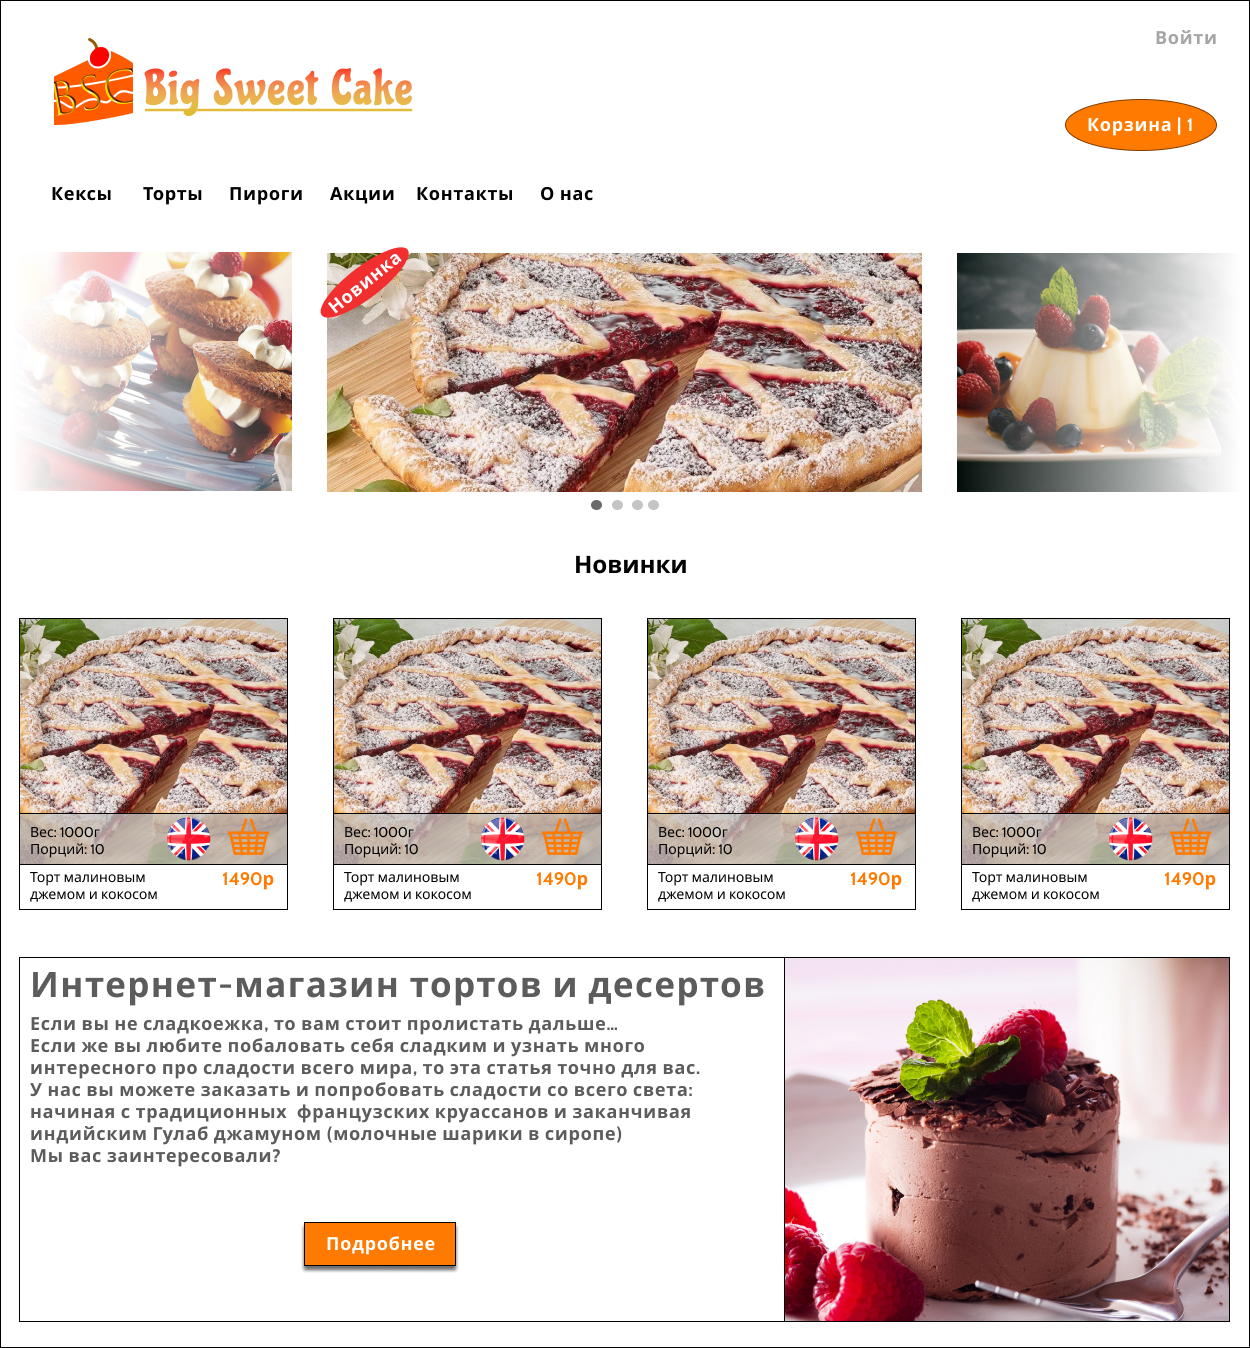 Войти
BSC
Big Sweet Cake
Корзина | 1
Кексы Торты Пироги Акции Контакты О нас
Новинка
Новинки
Вес: 1000г
Порций: 10
Торт малиновым
джемом и кокосом
1490р
Вес: 1000г
Порций: 10
Торт малиновым
джемом и кокосом
1490р
Вес: 1000г
Порций: 10
Торт малиновым
джемом и кокосом
1490р
Вес: 1000г
Порций: 10
Торт малиновым
джемом и кокосом
1490р
Интернет-магазин тортов и десертов
Если вы не сладкоежка, то вам стоит пролистать дальше...
Если же вы любите побаловать себя сладким и узнать много
интересного про сладости всего мира, то эта статья точно для вас.
У нас вы можете заказать и попробовать сладости со всего света:
начиная с традиционных французских круассанов и заканчивая
индийским Гулаб джамуном (молочные шарики в сиропе)
Мы вас заинтересовали?
Подробнее